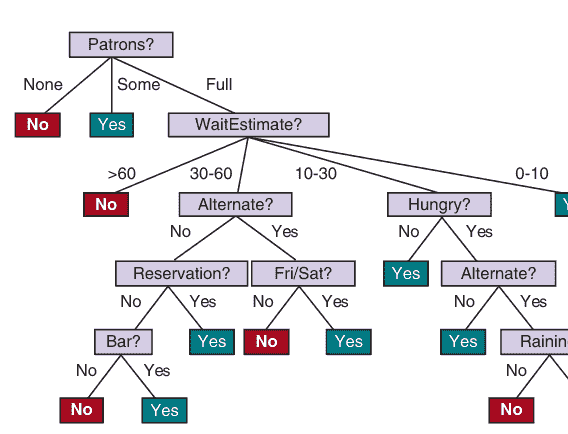 Patrons?
None Some Full
No Yes WaitEstimate?
>60 30-60 10-30 0-10
No Alternate? Hungry? Y
No Yes No Yes
Reservation? Fri/Sat? Yes Alternate?
No Yes No Yes No Yes
Bar? Yes No Yes Yes Rainin
No Yes No
No Yes No